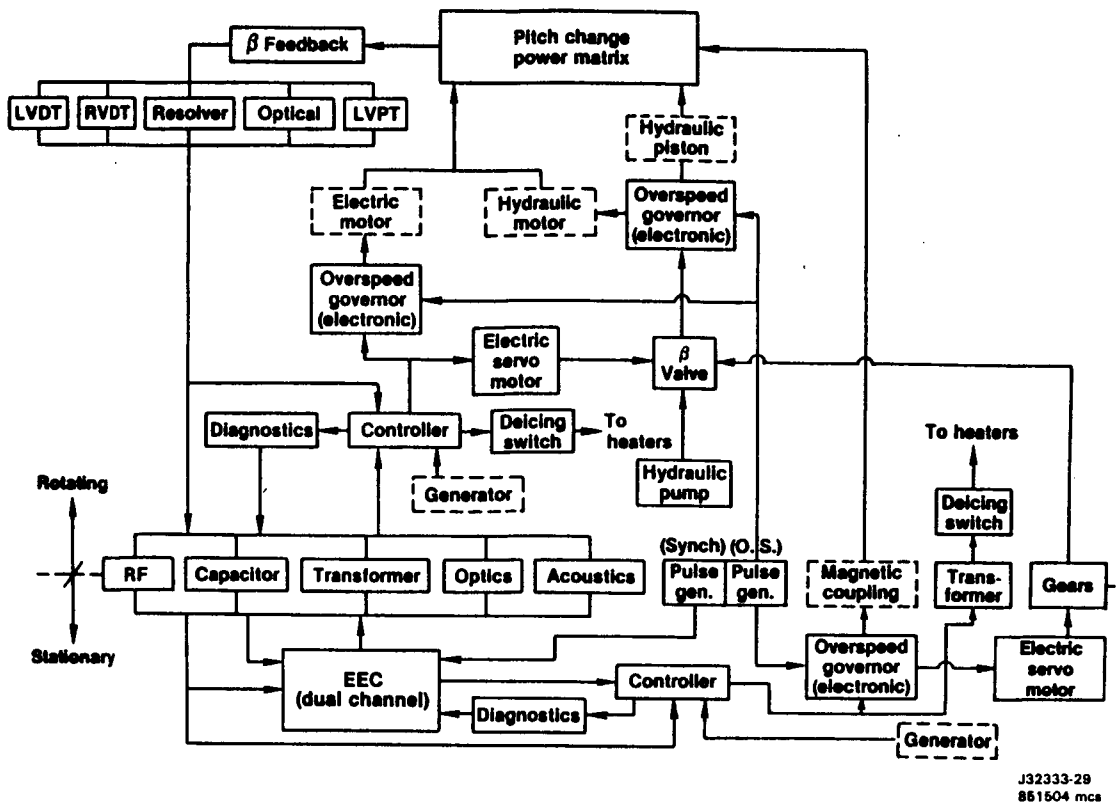 β Feedback
Pitch change
power matrix
LVDT
RVDT
Resolver
Optical
LVPT
Hydraulic
piston
Electric
motor
Hydraulic
motor
Overspeed
governor
(electronic)
Overspeed
governor
(electronic)
Electric
servo
motor
β
Valve
Diagnostics
Controller
Deicing
switch
To
heaters
To heaters
Generator
Hydraulic
pump
Deicing
switch
Rotating
(Synch) (O. S.)
RF
Capacitor
Transformer
Optics
Acoustics
Pulse
gen.
Pulse
gen.
Magnetic
coupling
Trans-
former
Gears
Stationary
EEC
(dual channel)
Controller
Overspeed
governor
(electronic)
Electric
servo
motor
Diagnostics
Generator
J32333-29
851504 mcs